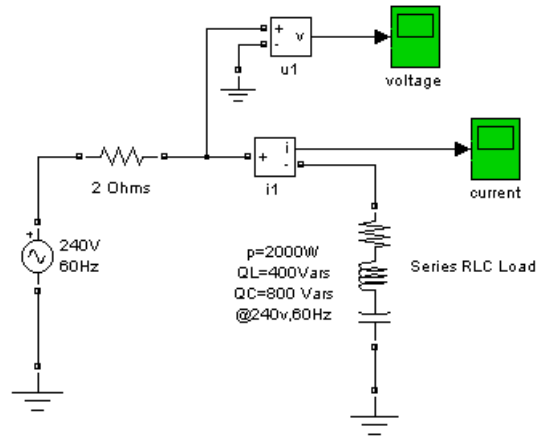 +
-
v
u1
voltage
2 Ohms
+
i
-
i1
current
+
240V
60Hz
p=2000W
QL=400Vars
QC=800 Vars
@240v,60Hz
Series RLC Load